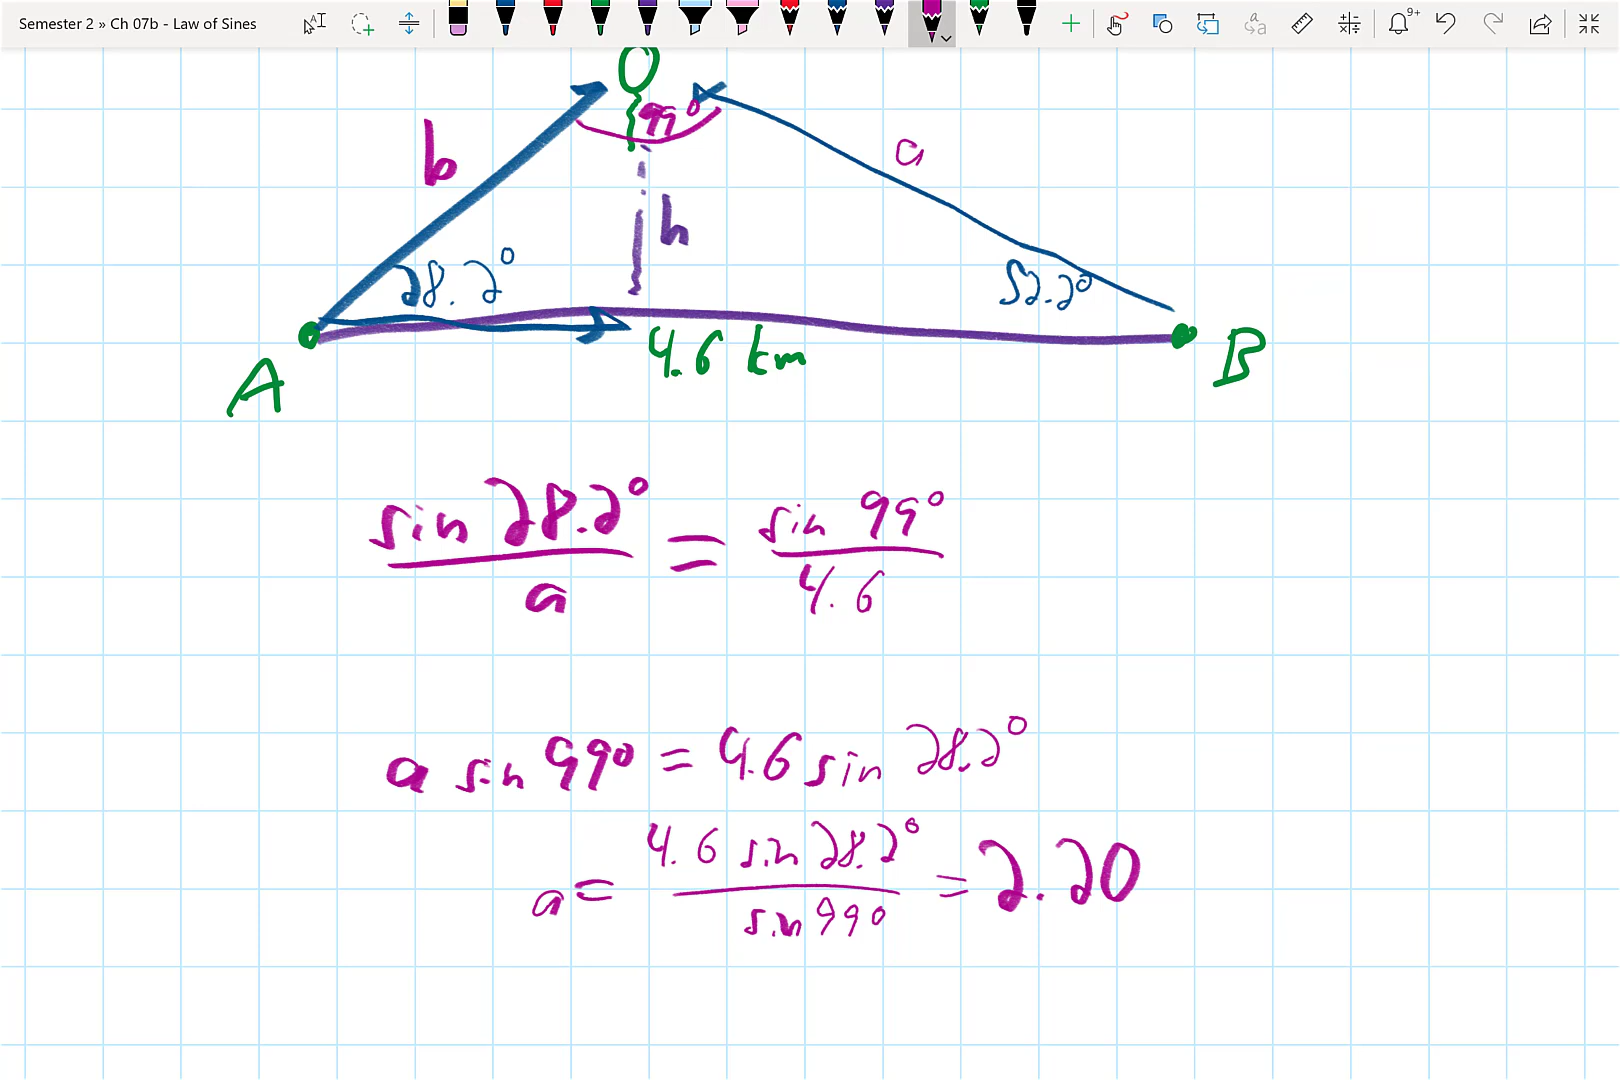 Semester 2 » Ch 07b - Law of Sines
9+
99°
b
a
h
28.2°
52.2°
4.6 km
A
B
sin 28.2° / a = sin 99° / 4.6
a sin 99° = 4.6 sin 28.2°
a = 4.6 sin 28.2° / sin 99° = 2.20